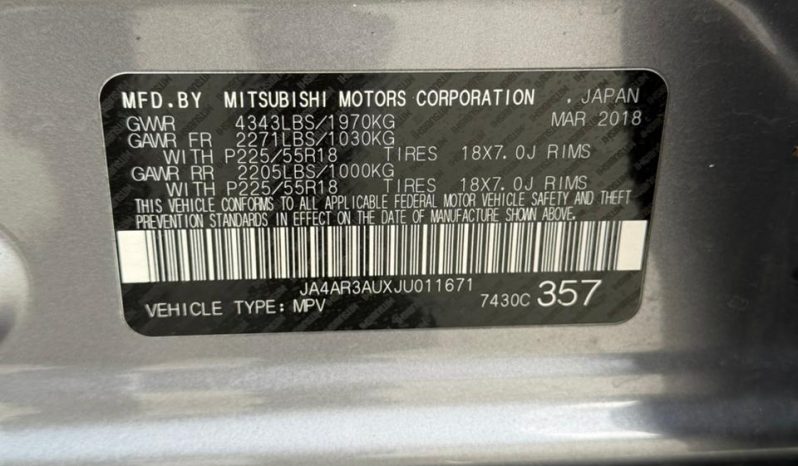 MFD.BY MITSUBISHI MOTORS CORPORATION , JAPAN
GVWR 4343LBS/1970KG MAR 2018
GAWR FR 2271LBS/1030KG
WITH P225/55R18 TIRES 18X7.0J RIMS
GAWR RR 2205LBS/1000KG
WITH P225/55R18 TIRES 18X7.0J RIMS
THIS VEHICLE CONFORMS TO ALL APPLICABLE FEDERAL MOTOR VEHICLE SAFETY AND THEFT
PREVENTION STANDARDS IN EFFECT ON THE DATE OF MANUFACTURE SHOWN ABOVE.
JA4AR3AUXJU011671
VEHICLE TYPE: MPV 7430C 357